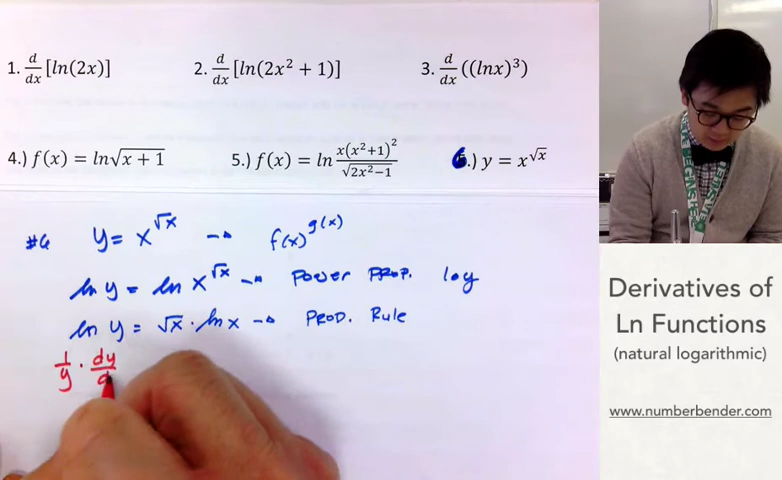 1. d/dx [ln(2x)]
2. d/dx [ln(2x² + 1)]
3. d/dx ((lnx)³)
4.) f(x) = ln√(x + 1)
5.) f(x) = ln x(x²+1)²/√(2x²−1)
6.) y = x^√x
#6 y = x^√x → f(x)^g(x)
ln y = ln x^√x → Power Prop. log
ln y = √x · ln x → Prod. Rule
1/y · dy/d
Derivatives of
Ln Functions
(natural logarithmic)
www.numberbender.com